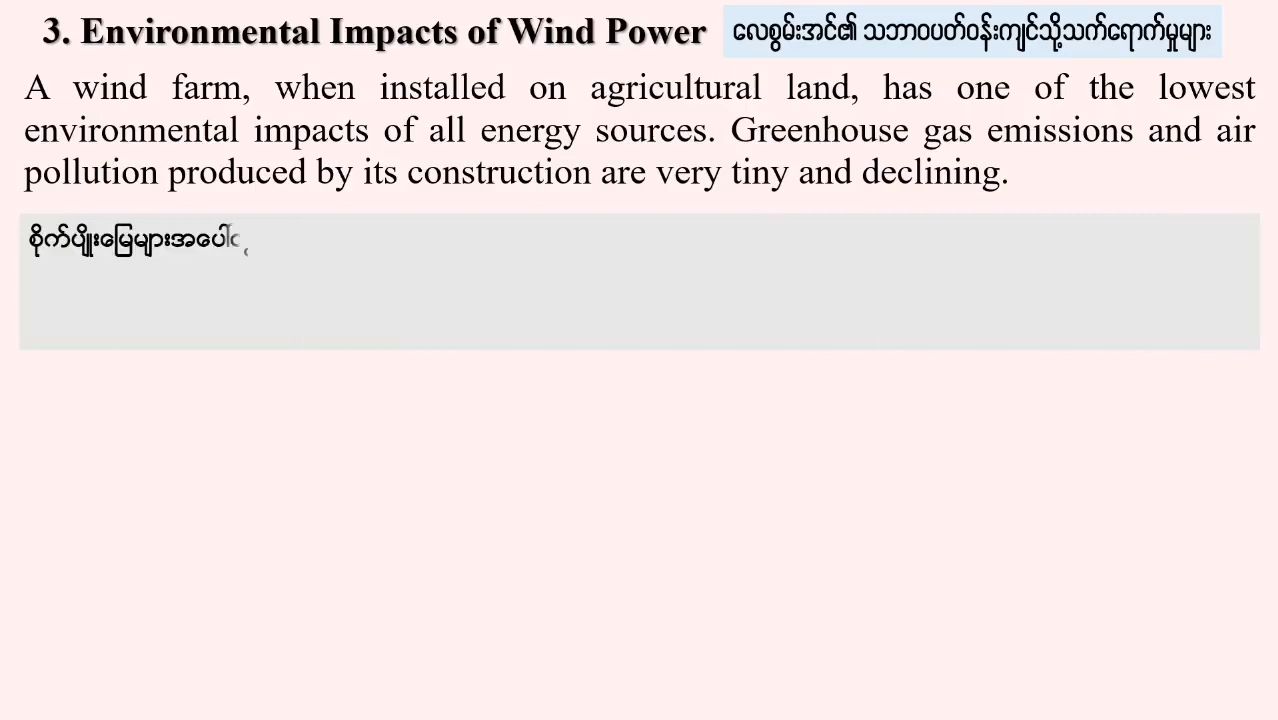 3. Environmental Impacts of Wind Power လေစွမ်းအင်၏ သဘာဝပတ်ဝန်းကျင်သို့သက်ရောက်မှုများ
A wind farm, when installed on agricultural land, has one of the lowest
environmental impacts of all energy sources. Greenhouse gas emissions and air
pollution produced by its construction are very tiny and declining.
စိုက်ပျိုးမြေများအပေါ်